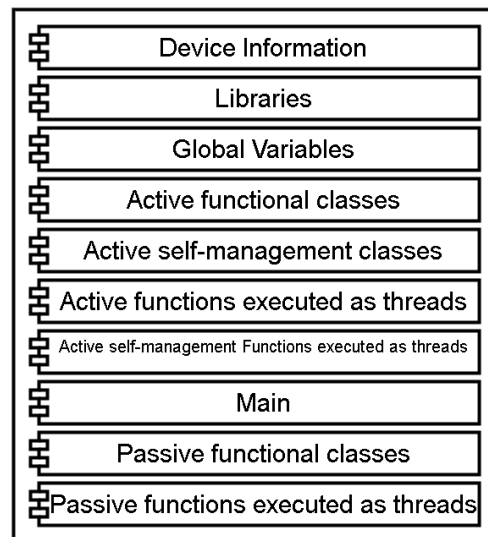 Device Information
Libraries
Global Variables
Active functional classes
Active self-management classes
Active functions executed as threads
Active self-management Functions executed as threads
Main
Passive functional classes
Passive functions executed as threads